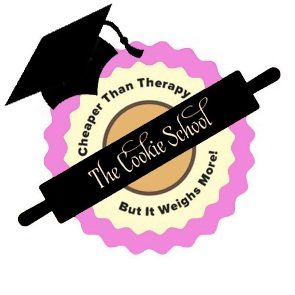 Cheaper Than Therapy
The Cookie School
But It Weighs More!